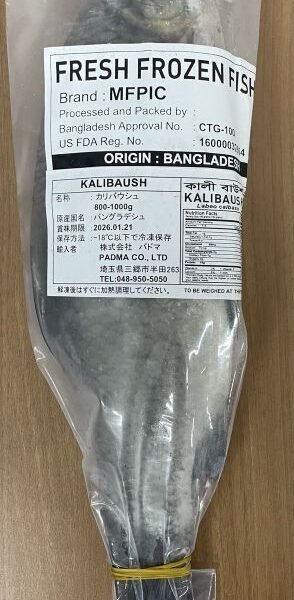 FRESH FROZEN FISH
Brand : MFPIC
Processed and Packed by :
Bangladesh Approval No. : CTG-100
US FDA Reg. No. :
ORIGIN : BANGLADESH
KALIBAUSH
名称 : カリバウシュ
800-1000g
原産国名 : バングラデシュ
賞味期限 2026.01.21
保存方法 : -18℃以下で冷凍保存
輸入者 株式会社 パドマ
PADMA CO., LTD
埼玉県三郷市半田263
TEL:048-950-5050
解凍後はすぐに加熱調理してください。
কালী বাউশ
KALIBAUSH
Labeo calbasu
Nutrition Facts
TO BE WEIGHED AT TH